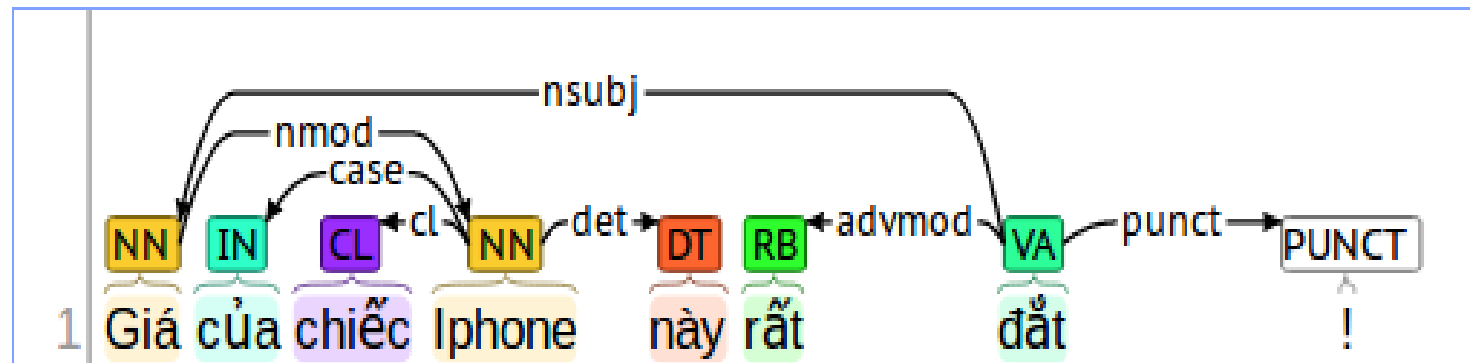 nsubj
nmod
case
cl det advmod punct
NN IN CL NN DT RB VA PUNCT
1 Giá của chiếc Iphone này rất đắt !